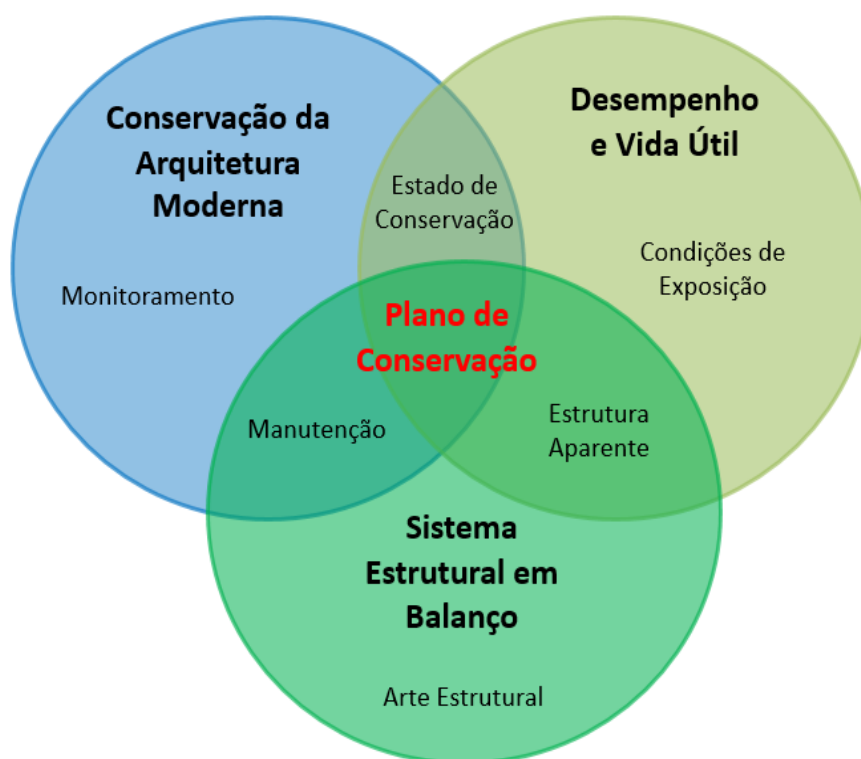 Conservação da
Arquitetura
Moderna
Monitoramento
Desempenho
e Vida Útil
Condições de
Exposição
Estado de
Conservação
Plano de
Conservação
Manutenção
Estrutura
Aparente
Sistema
Estrutural em
Balanço
Arte Estrutural